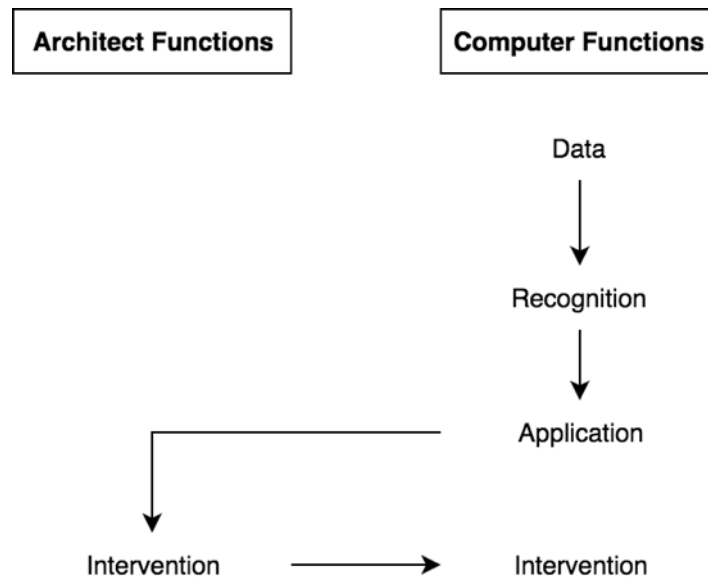 Architect Functions
Computer Functions
Data
Recognition
Application
Intervention
Intervention